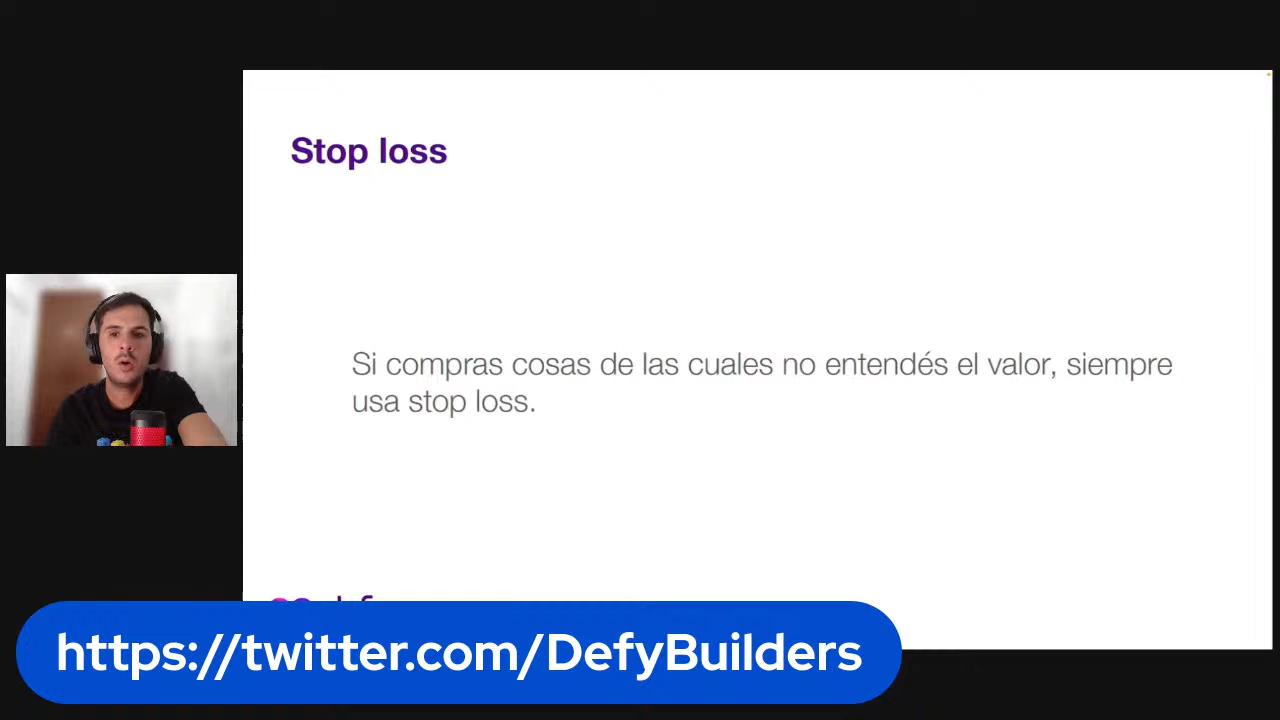 Stop loss
Si compras cosas de las cuales no entendés el valor, siempre
usa stop loss.
https://twitter.com/DefyBuilders